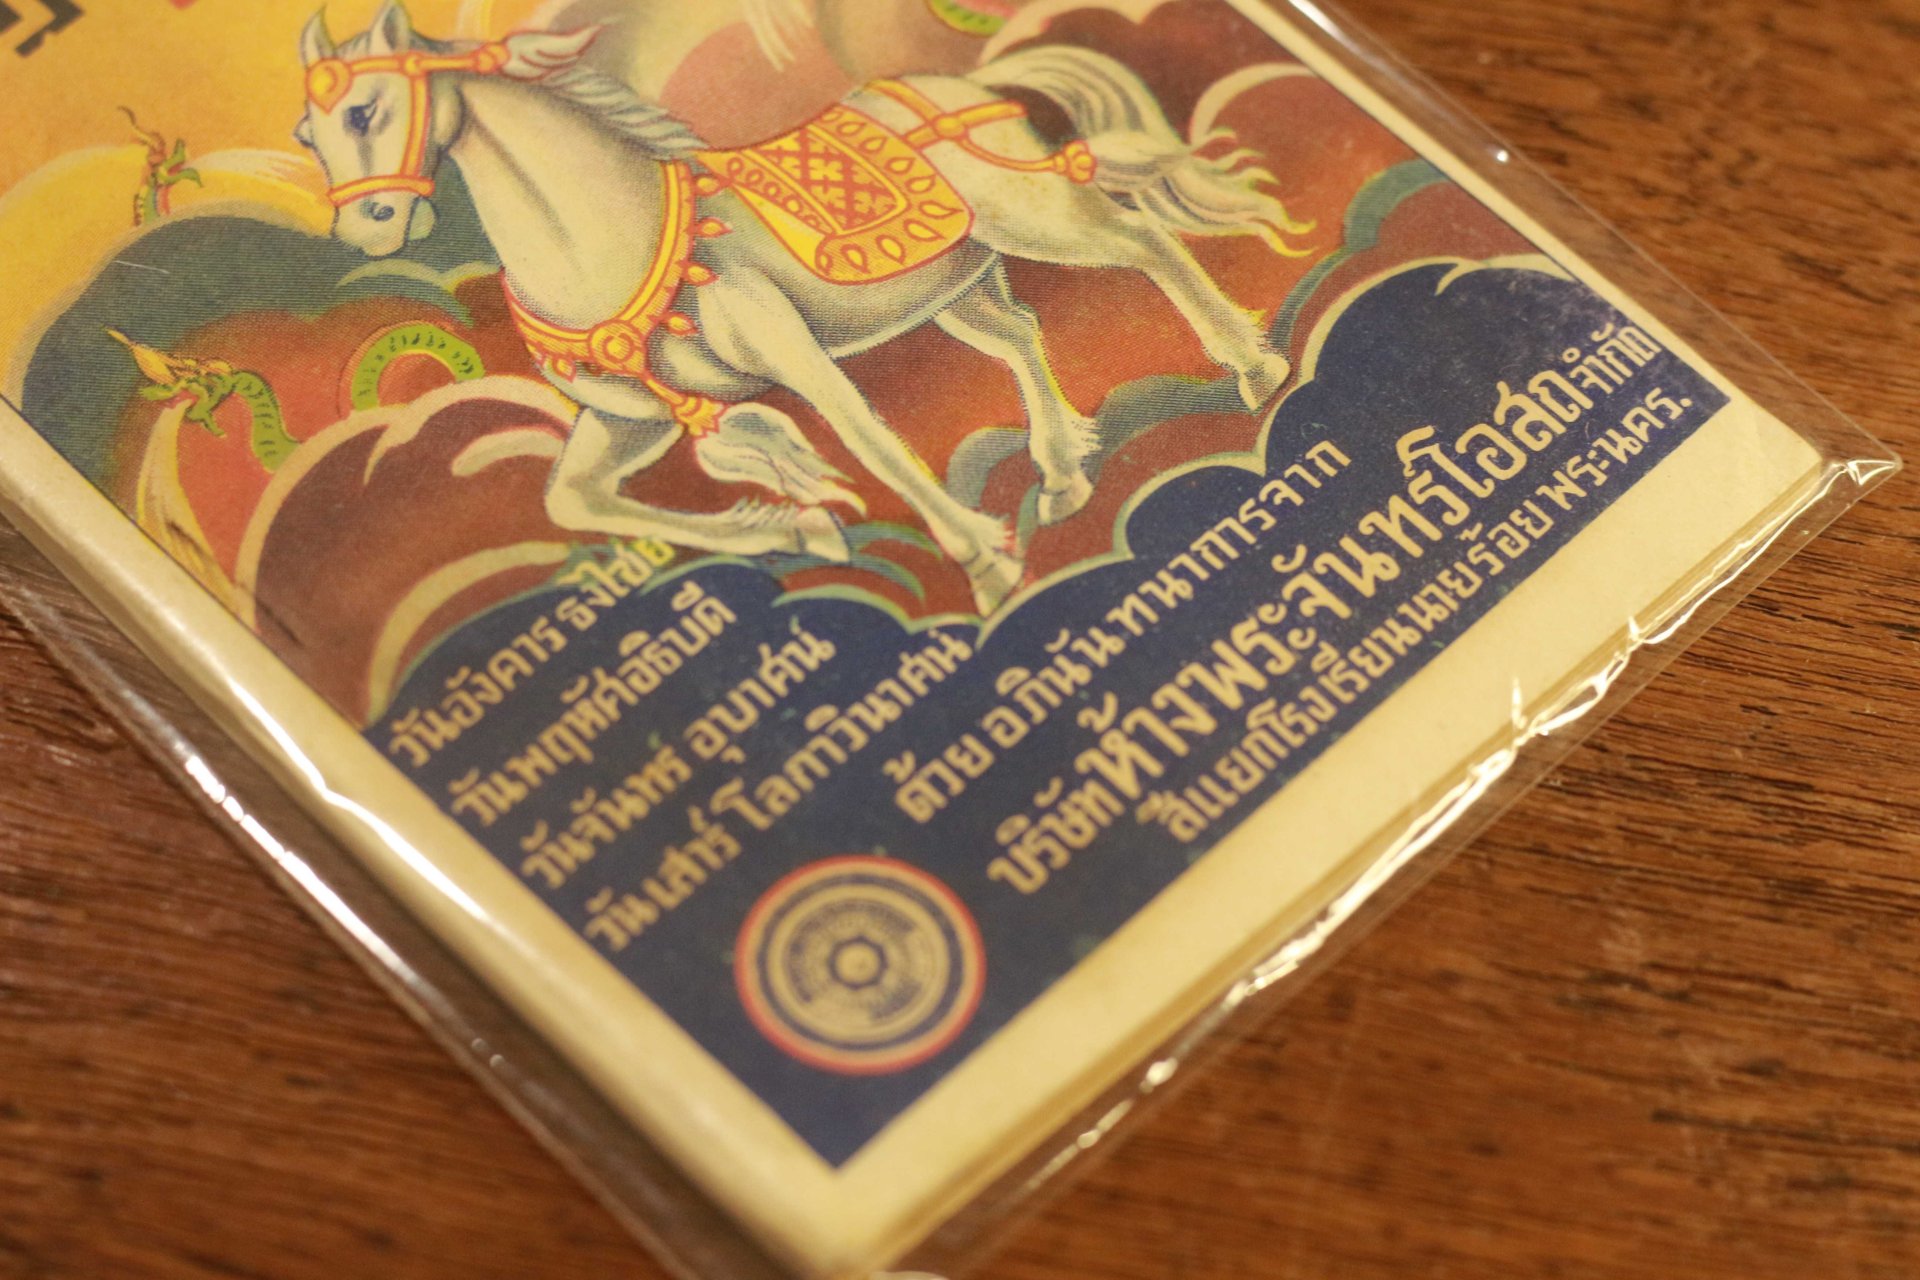 วันอังคาร ธงไชย
วันพฤหัศอธิบดี
วันจันทร์ อุบาศน์
วันเสาร์ โลกาวินาศน์
ด้วย อภินันทนาการจาก
บริษัทห้างพระจันทร์โอสถจำกัด
สี่แยกโรงเรียนนายร้อย พระนคร.